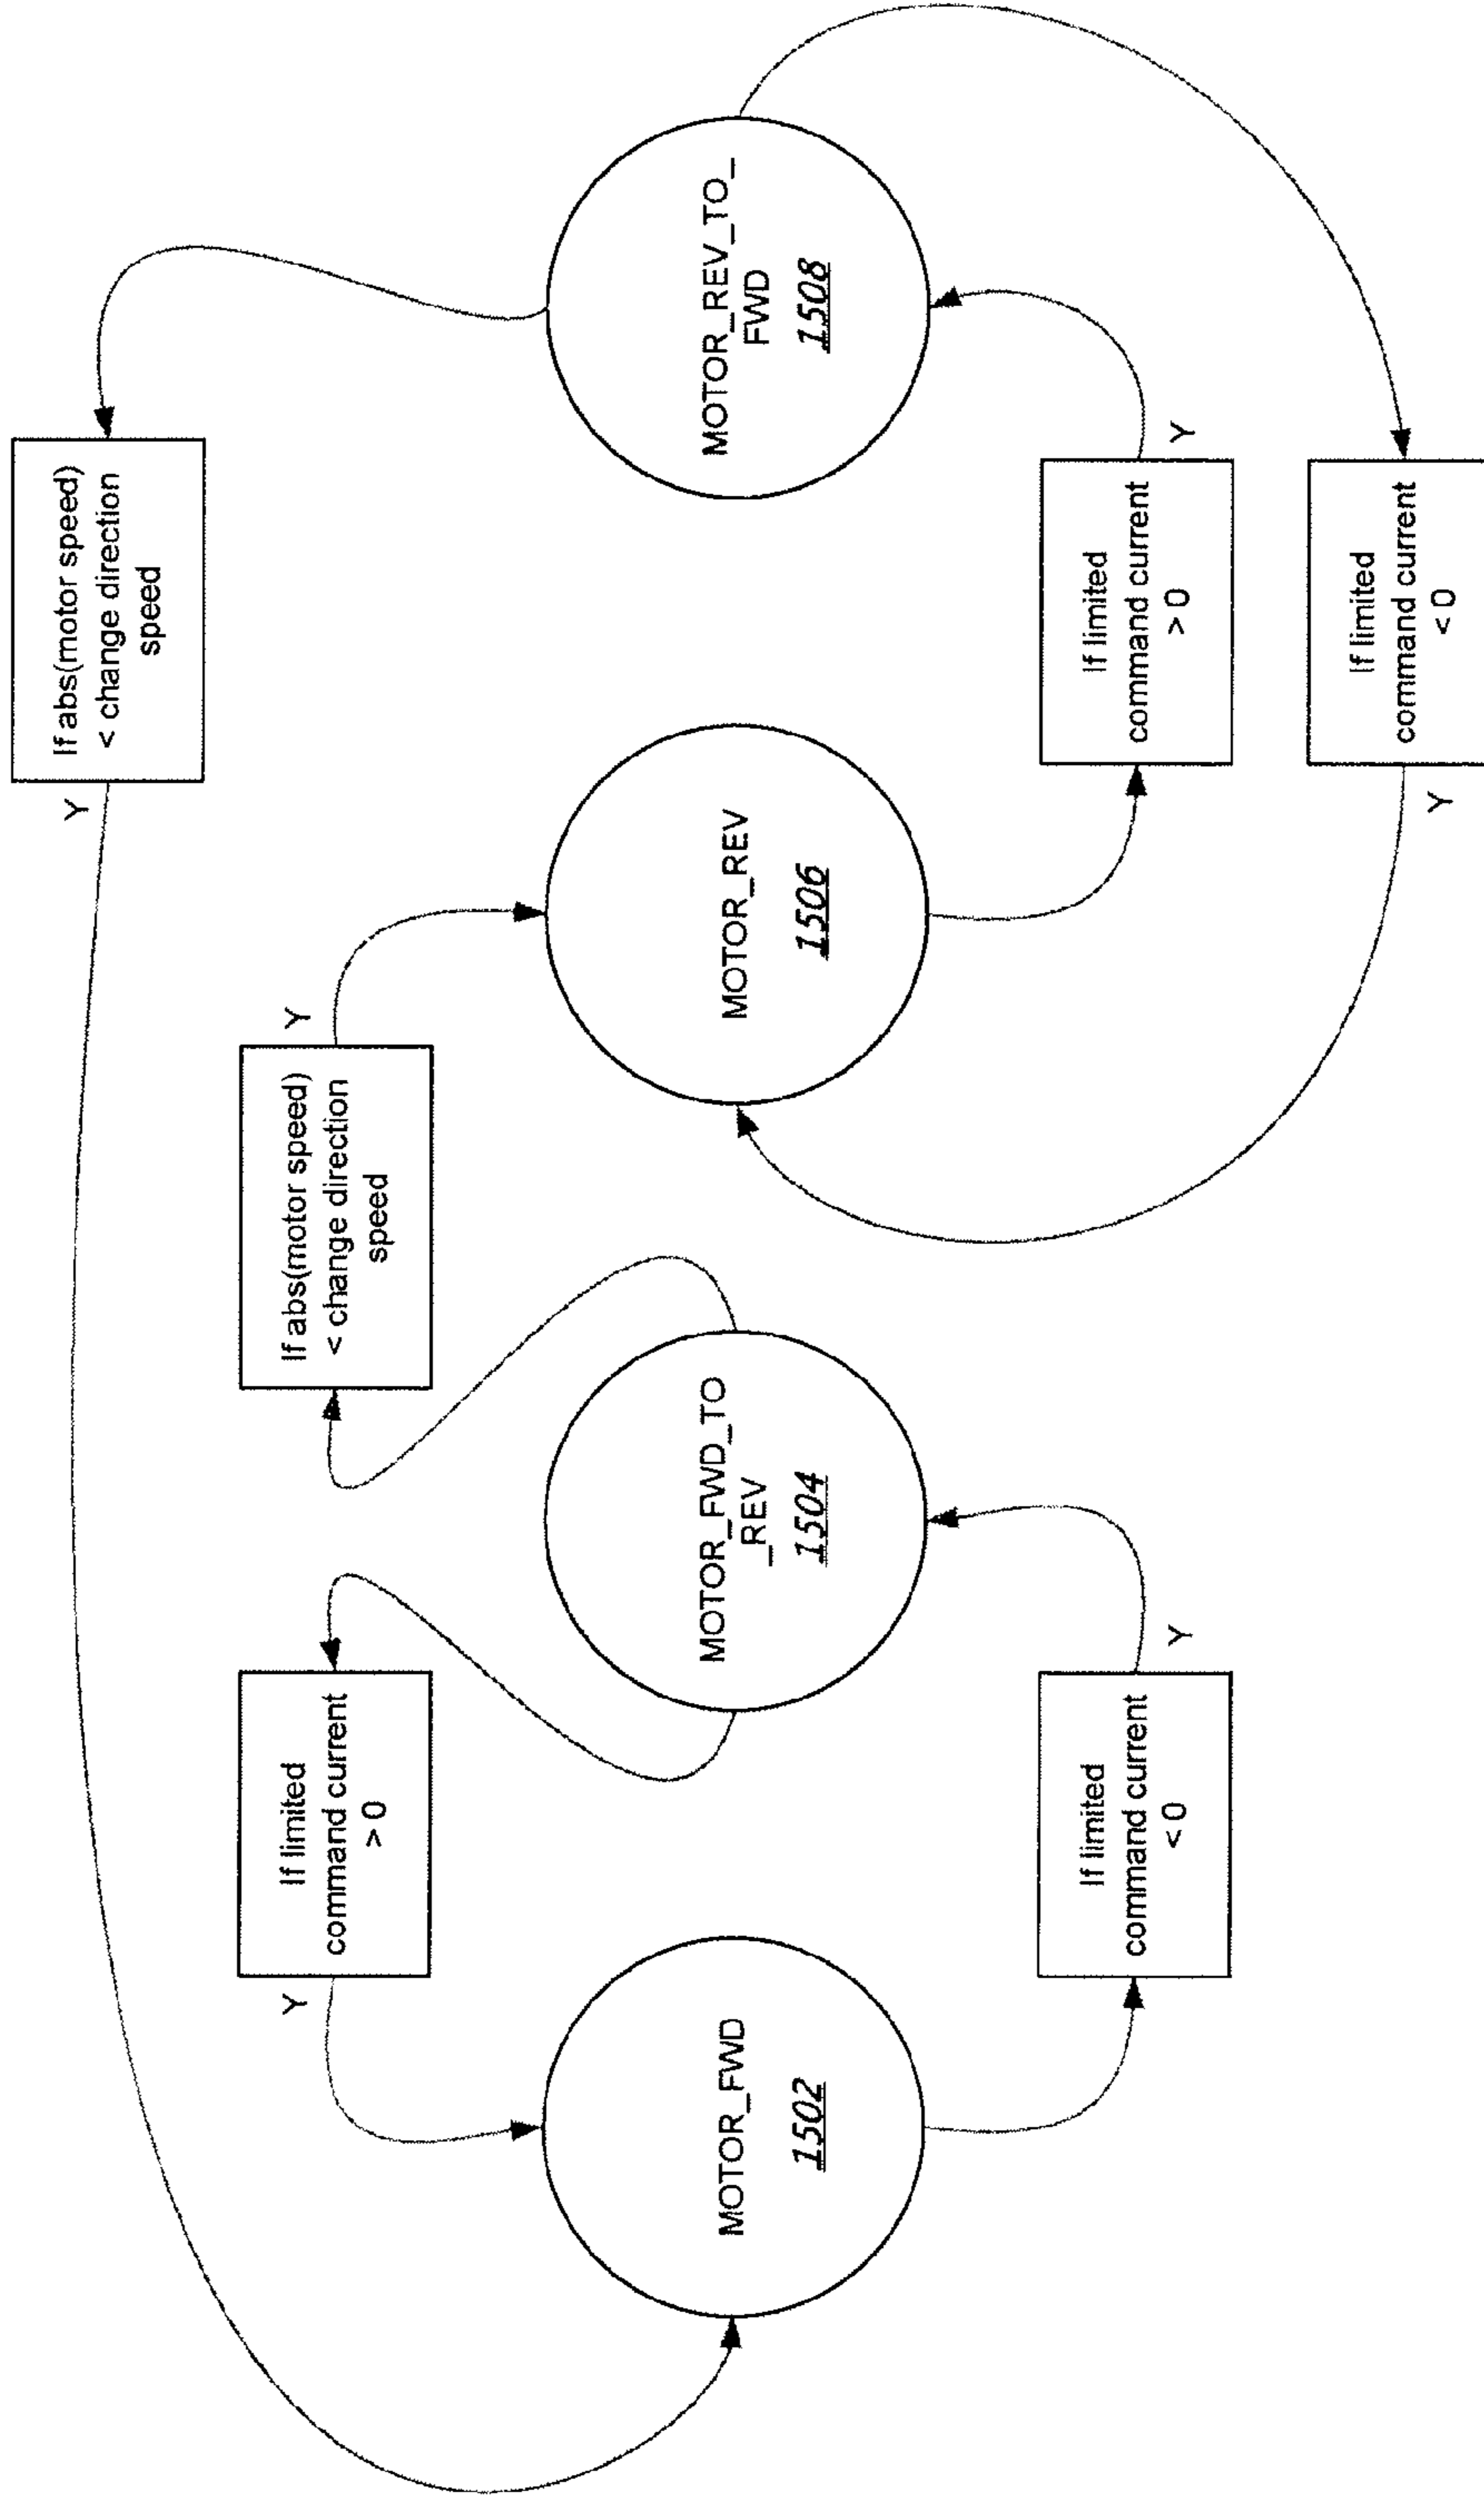 If abs(motor speed)
< change direction
speed
Y
If limited
command current
> 0
Y
If abs(motor speed)
< change direction
speed
Y
MOTOR_FWD
1502
MOTOR_FWD_TO
_REV
1504
MOTOR_REV
1506
MOTOR_REV_TO_
FWD
1508
If limited
command current
< 0
Y
If limited
command current
> 0
Y
If limited
command current
< 0
Y